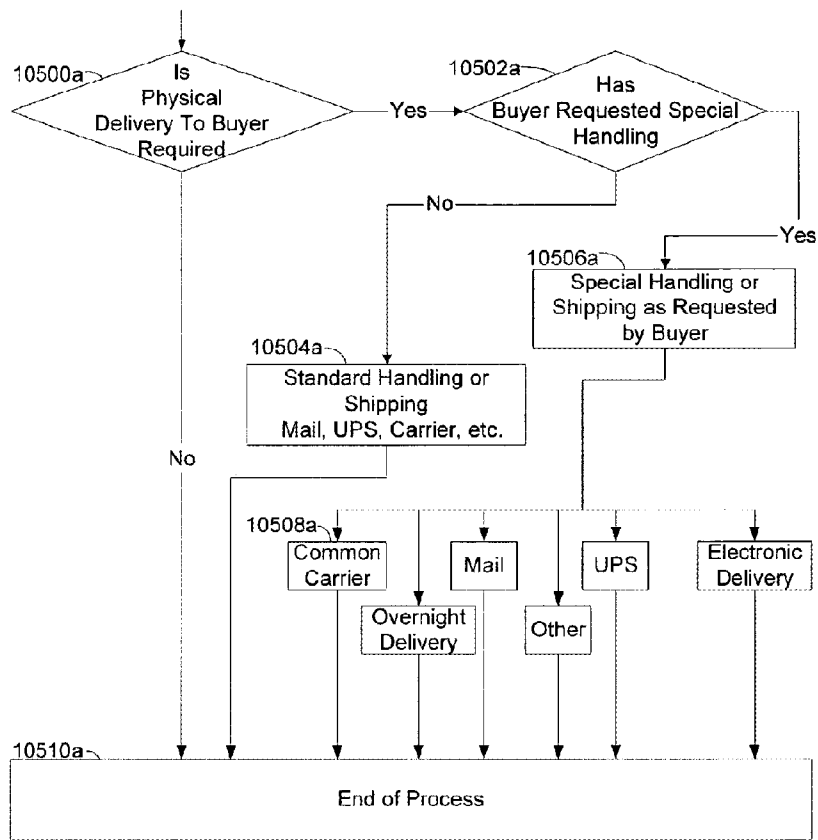 10500a
Is
Physical
Delivery To Buyer
Required
Yes
10502a
Has
Buyer Requested Special
Handling
No
Yes
10506a
Special Handling or
Shipping as Requested
by Buyer
10504a
Standard Handling or
Shipping
Mail, UPS, Carrier, etc.
No
10508a
Common
Carrier
Mail
UPS
Electronic
Delivery
Overnight
Delivery
Other
10510a
End of Process